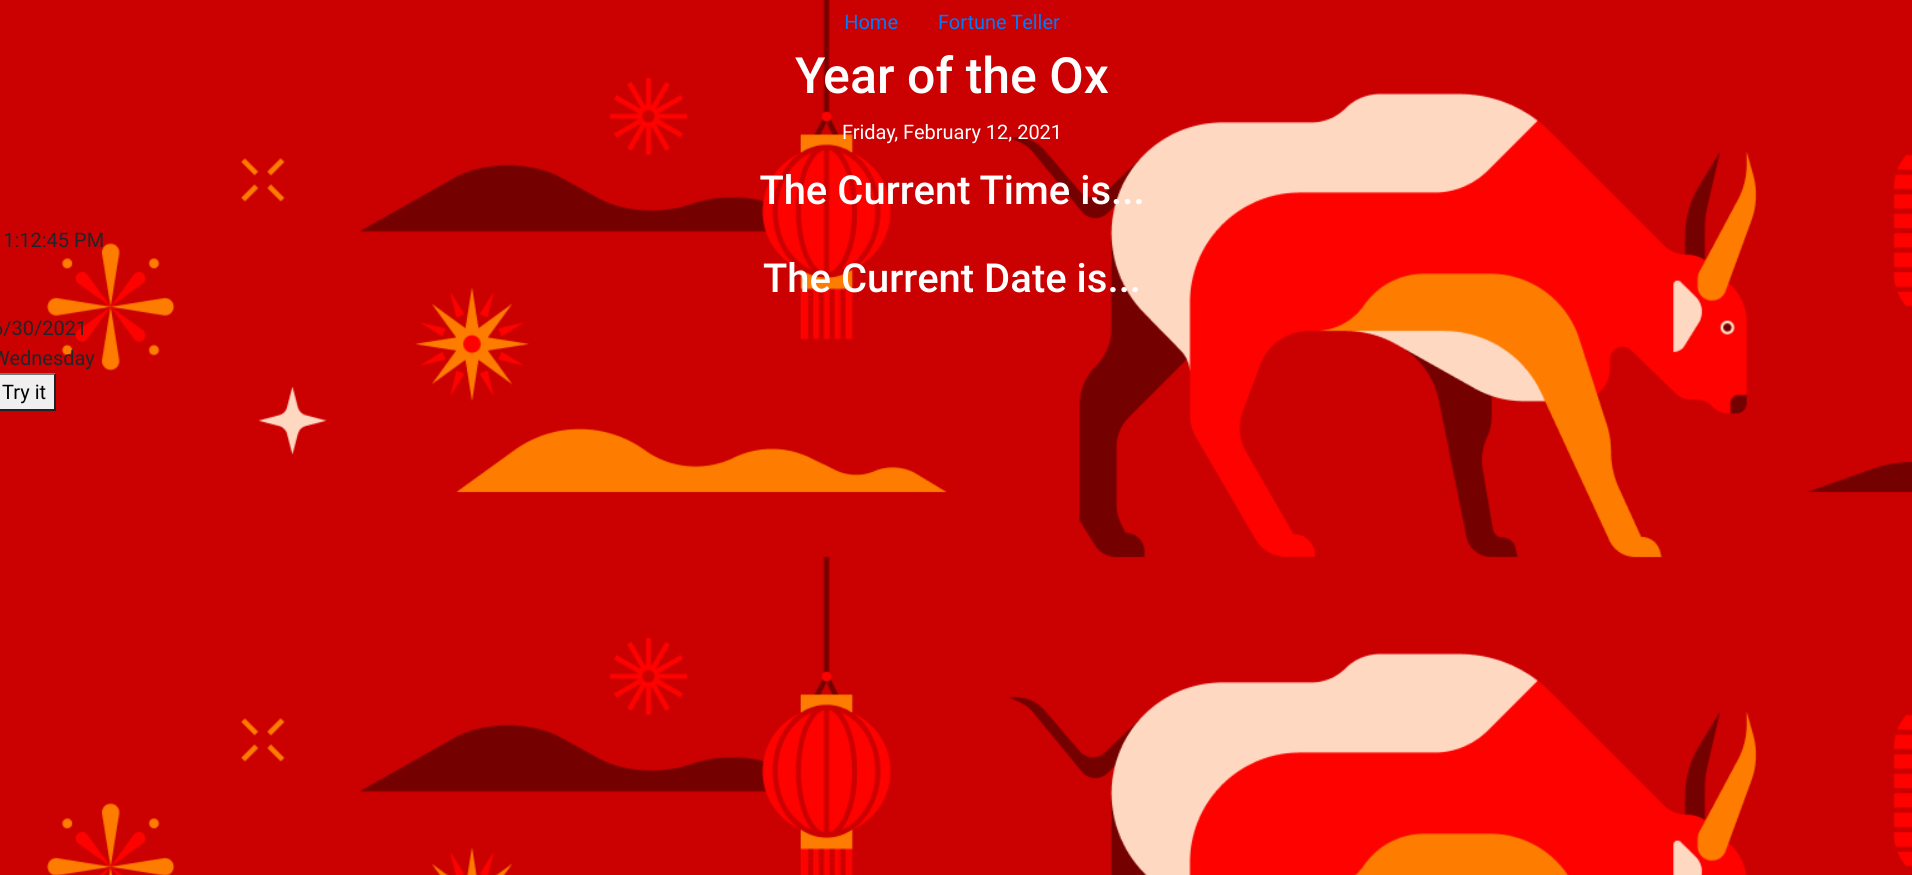 Home Fortune Teller
Year of the Ox
Friday, February 12, 2021
The Current Time is...
1:12:45 PM
The Current Date is...
6/30/2021
Wednesday
Try it